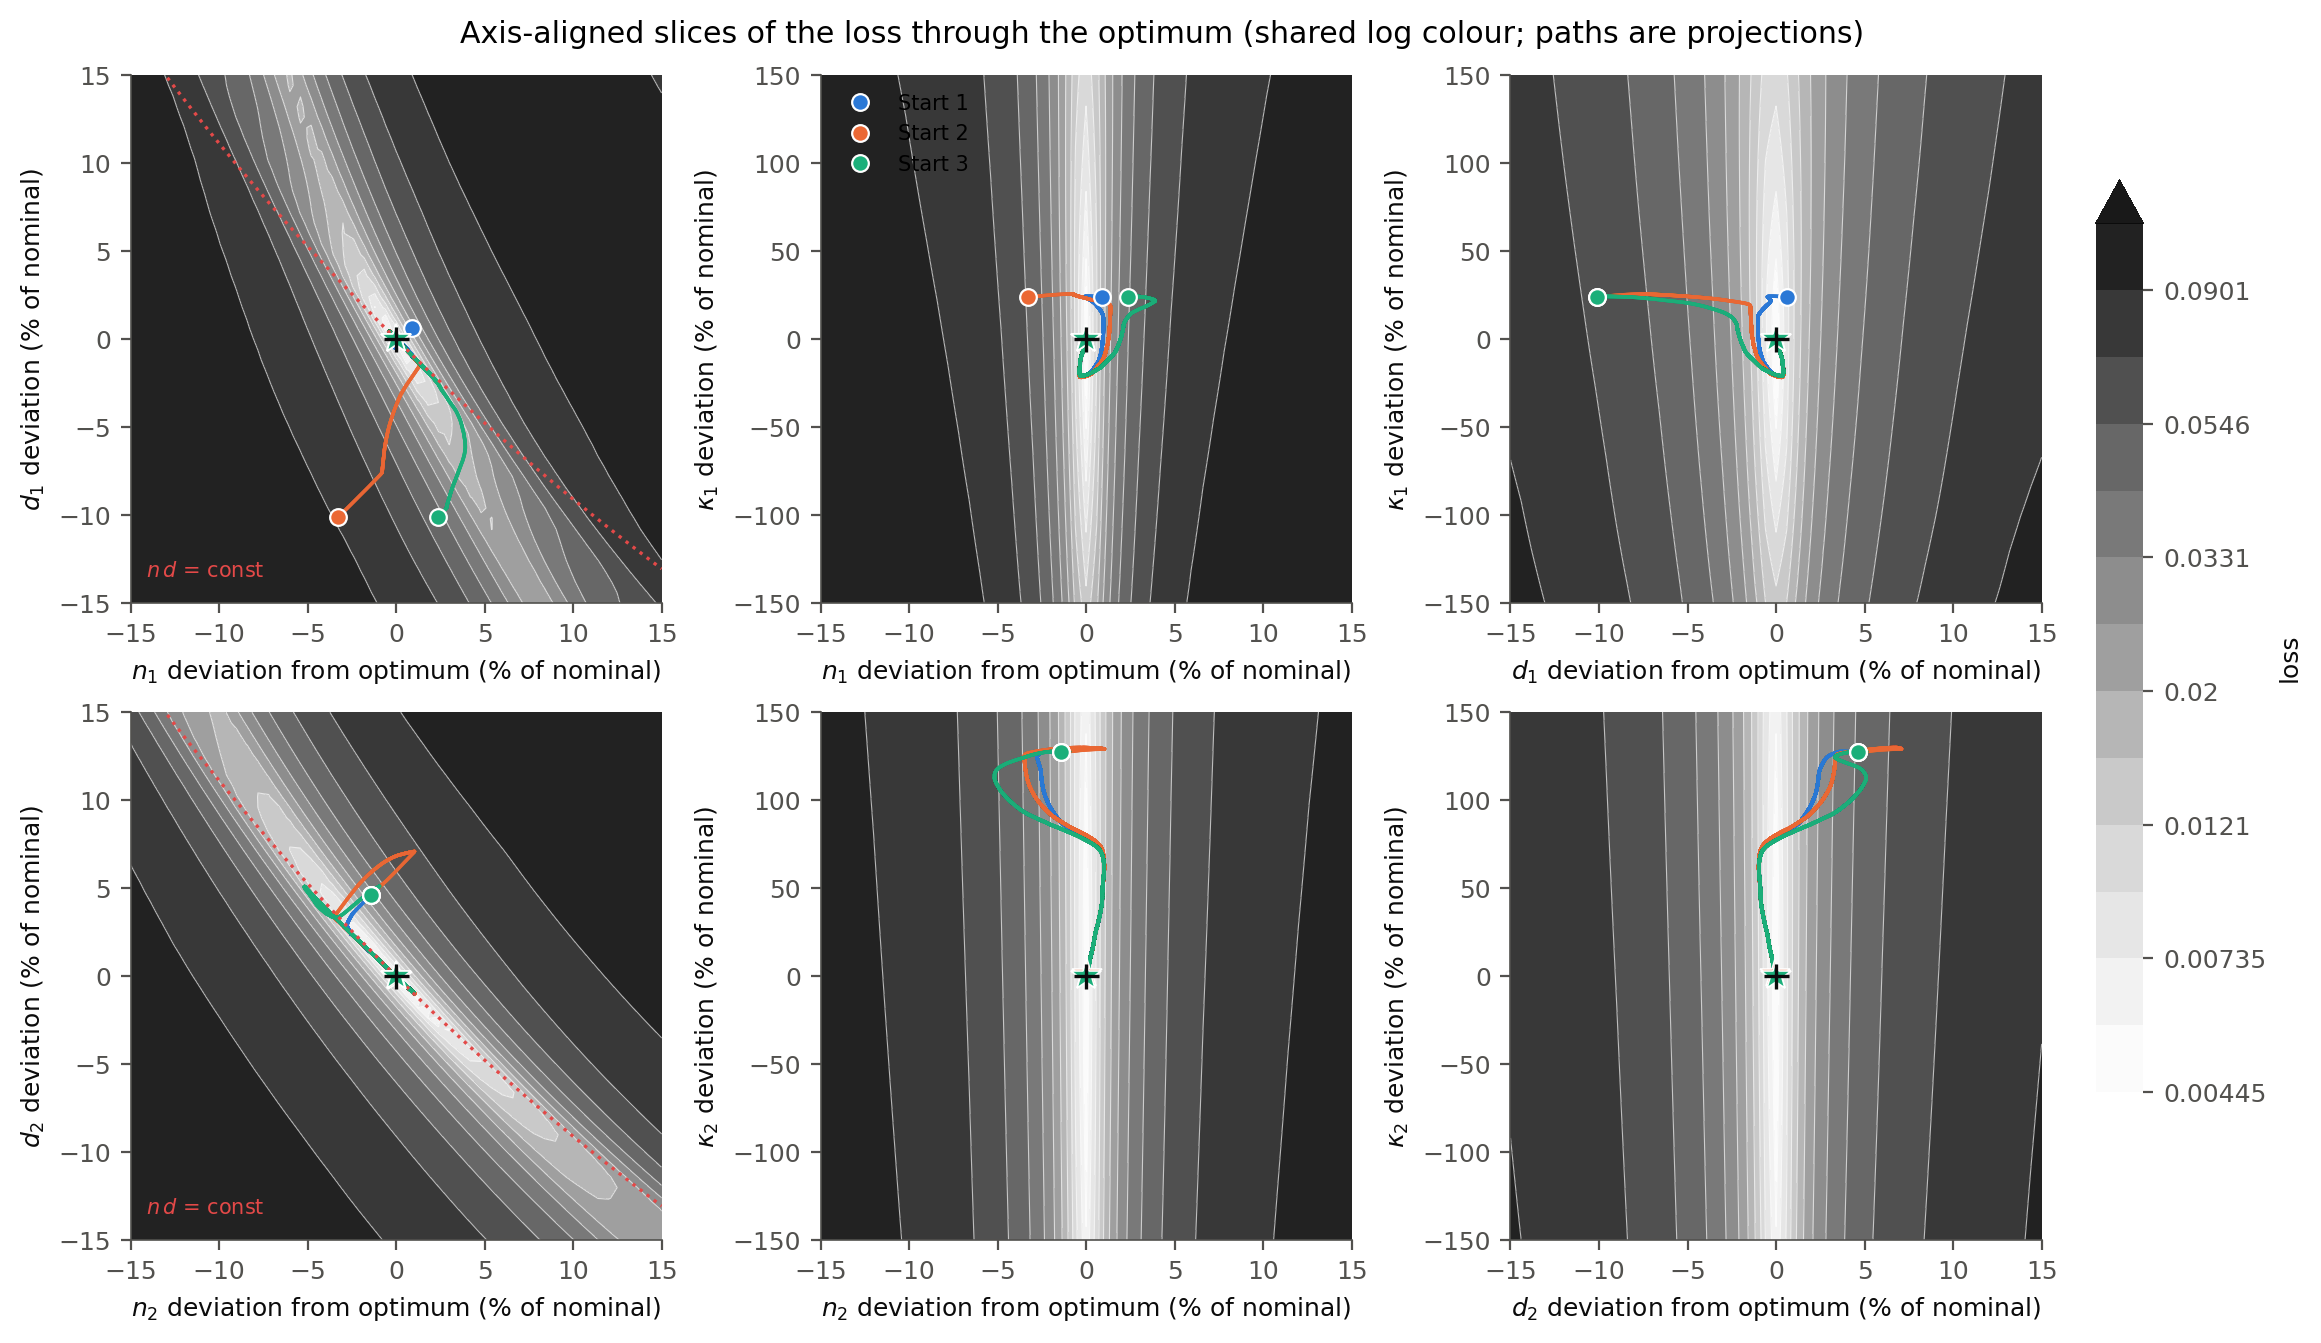 Axis-aligned slices of the loss through the optimum (shared log colour; paths are projections)
15
10
5
0
−5
−10
−15
d₁ deviation (% of nominal)
n d = const
−15 −10 −5 0 5 10 15
n₁ deviation from optimum (% of nominal)
150
100
50
0
−50
−100
−150
κ₁ deviation (% of nominal)
Start 1
Start 2
Start 3
−15 −10 −5 0 5 10 15
n₁ deviation from optimum (% of nominal)
150
100
50
0
−50
−100
−150
κ₁ deviation (% of nominal)
−15 −10 −5 0 5 10 15
d₁ deviation from optimum (% of nominal)
15
10
5
0
−5
−10
−15
d₂ deviation (% of nominal)
n d = const
−15 −10 −5 0 5 10 15
n₂ deviation from optimum (% of nominal)
150
100
50
0
−50
−100
−150
κ₂ deviation (% of nominal)
−15 −10 −5 0 5 10 15
n₂ deviation from optimum (% of nominal)
150
100
50
0
−50
−100
−150
κ₂ deviation (% of nominal)
−15 −10 −5 0 5 10 15
d₂ deviation from optimum (% of nominal)
0.0901
0.0546
0.0331
0.02
0.0121
0.00735
0.00445
loss